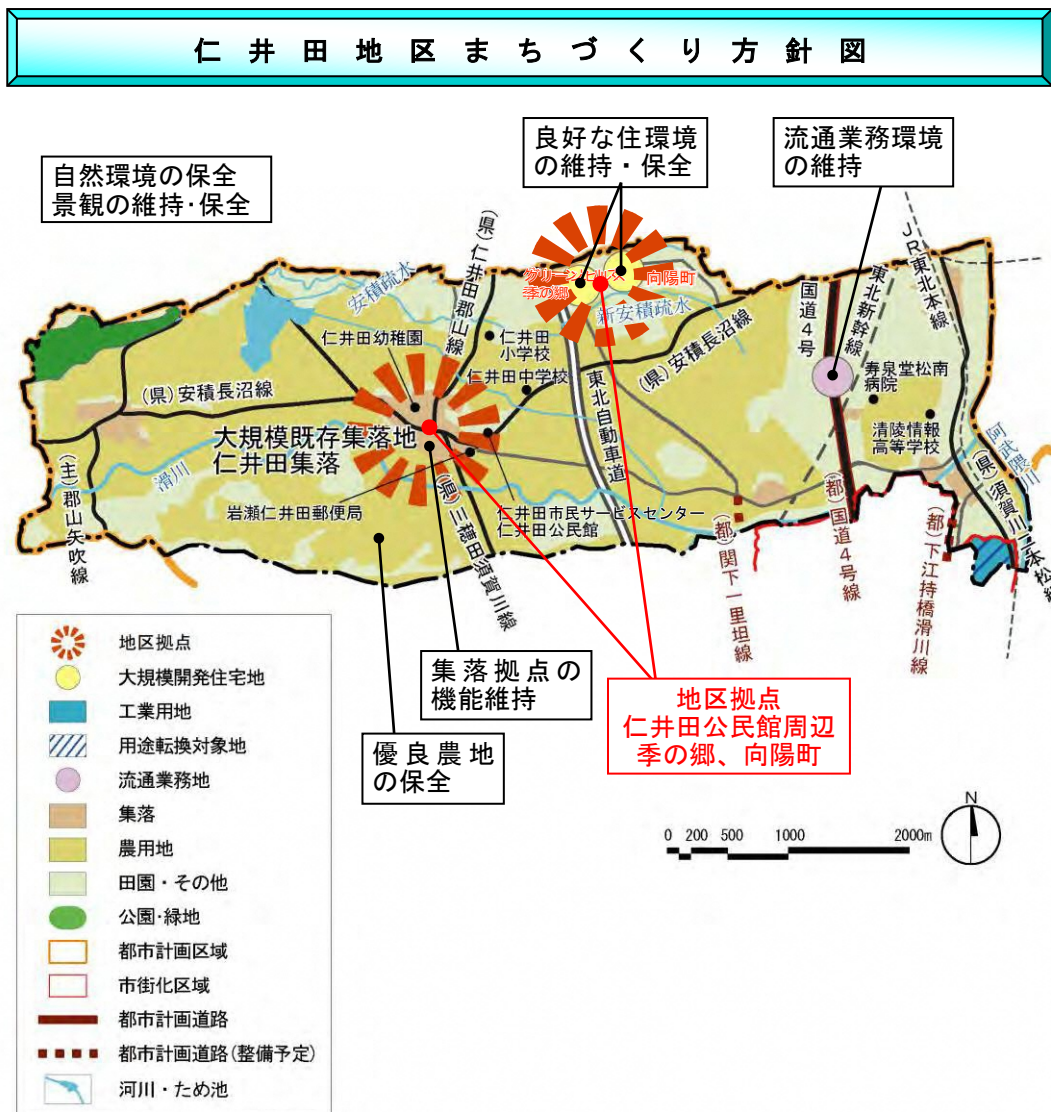 仁井田地区まちづくり方針図
自然環境の保全
景観の維持･保全
良好な住環境
の維持・保全
流通業務環境
の維持
(県)仁井田郡山線
安積疏水
グリーンヒルズ
季の郷
向陽町
新安積疏水
国道4号
東北新幹線
JR東北本線
仁井田幼稚園
仁井田
小学校
仁井田中学校
(県)安積長沼線
(県)安積長沼線
東北自動車道
寿泉堂松南
病院
清陵情報
高等学校
阿武隈川
大規模既存集落地
仁井田集落
(主)郡山矢吹線
滑川
岩瀬仁井田郵便局
(県)三穂田須賀川線
仁井田市民サービスセンター
仁井田公民館
(都)関下一里坦線
(都)国道4号線
(都)下江持橋滑川線
(県)須賀川二本松線
集落拠点の
機能維持
優良農地
の保全
地区拠点
仁井田公民館周辺
季の郷、向陽町
地区拠点
大規模開発住宅地
工業用地
用途転換対象地
流通業務地
集落
農用地
田園・その他
公園･緑地
都市計画区域
市街化区域
都市計画道路
都市計画道路(整備予定)
河川・ため池
0 200 500 1000 2000m
N